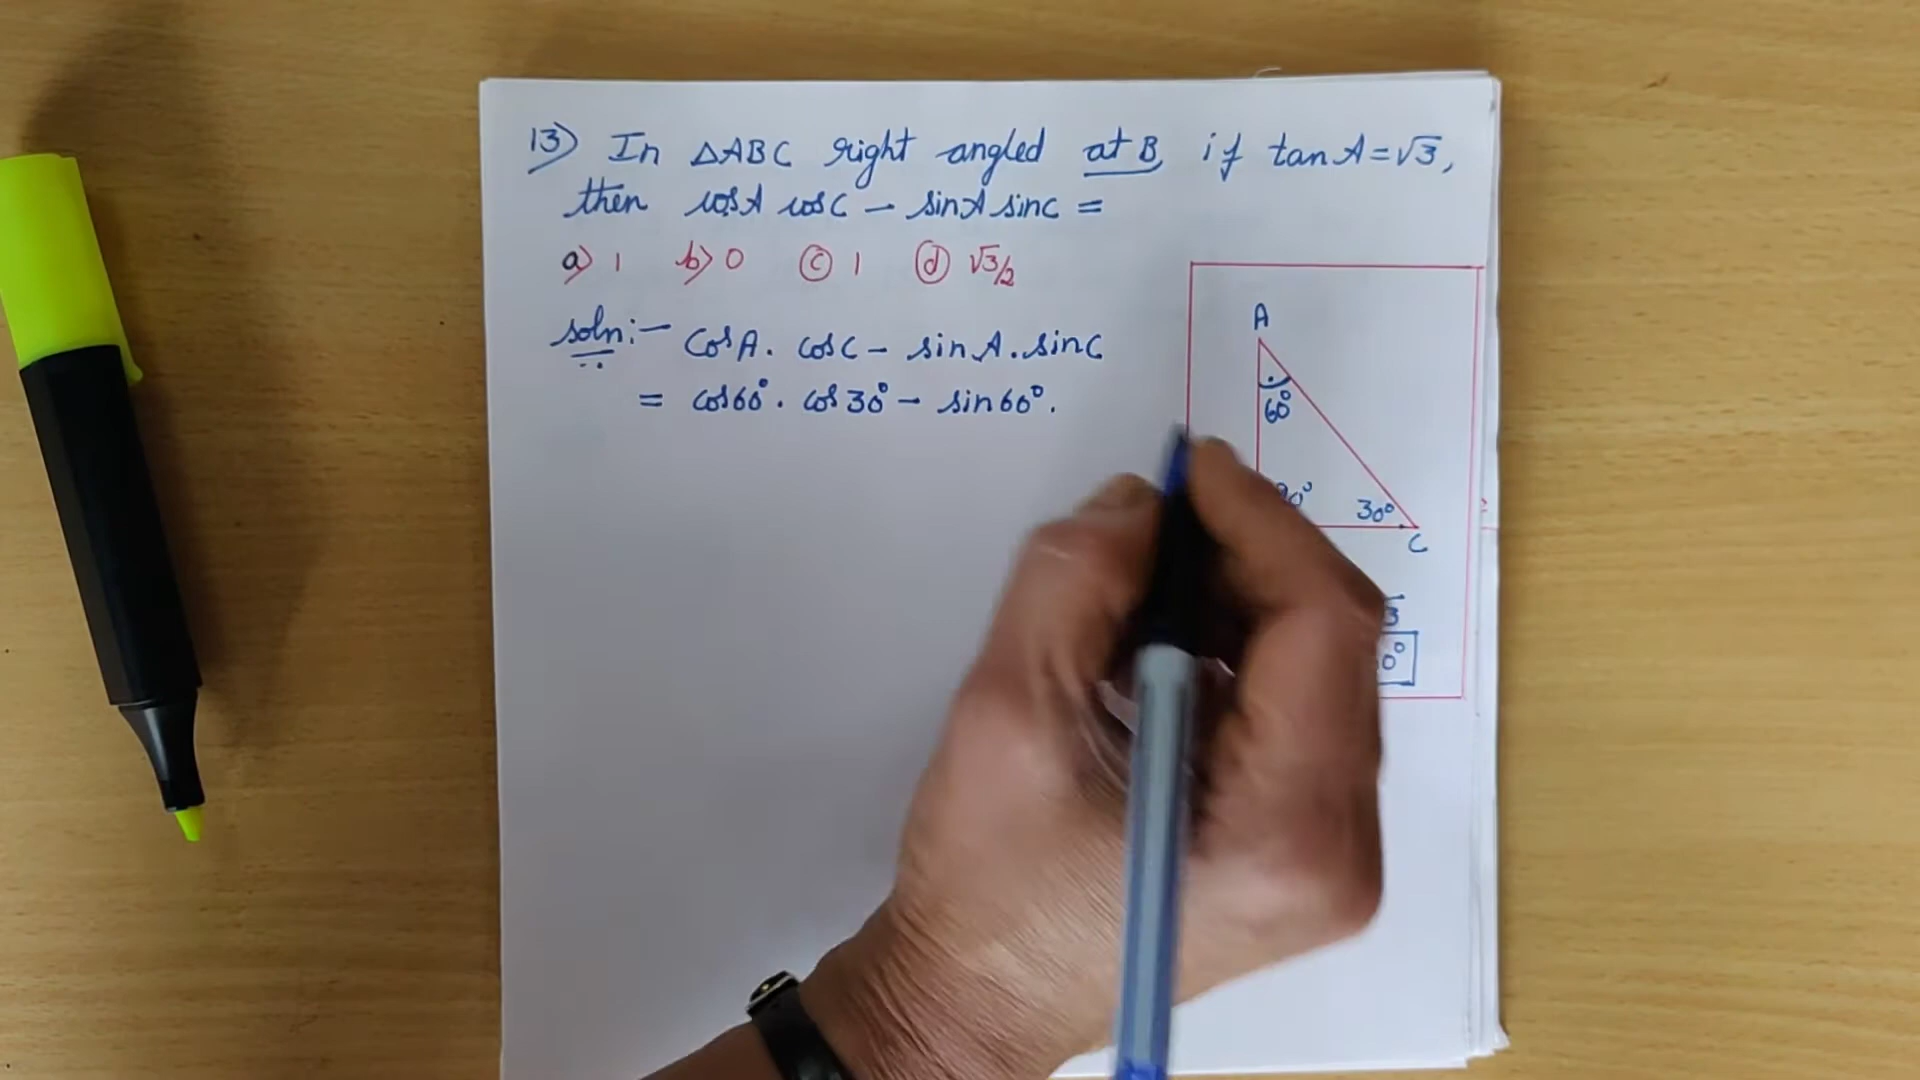 13) In △ABC right angled at B, if tan A = √3,
then cosA cosC - sinA sinC =
a) 1 b) 0 (c) 1 (d) √3/2
soln:- CosA. cosC - sinA.sinC
= cos60°. cos30° - sin60°.
A
60°
30°
C